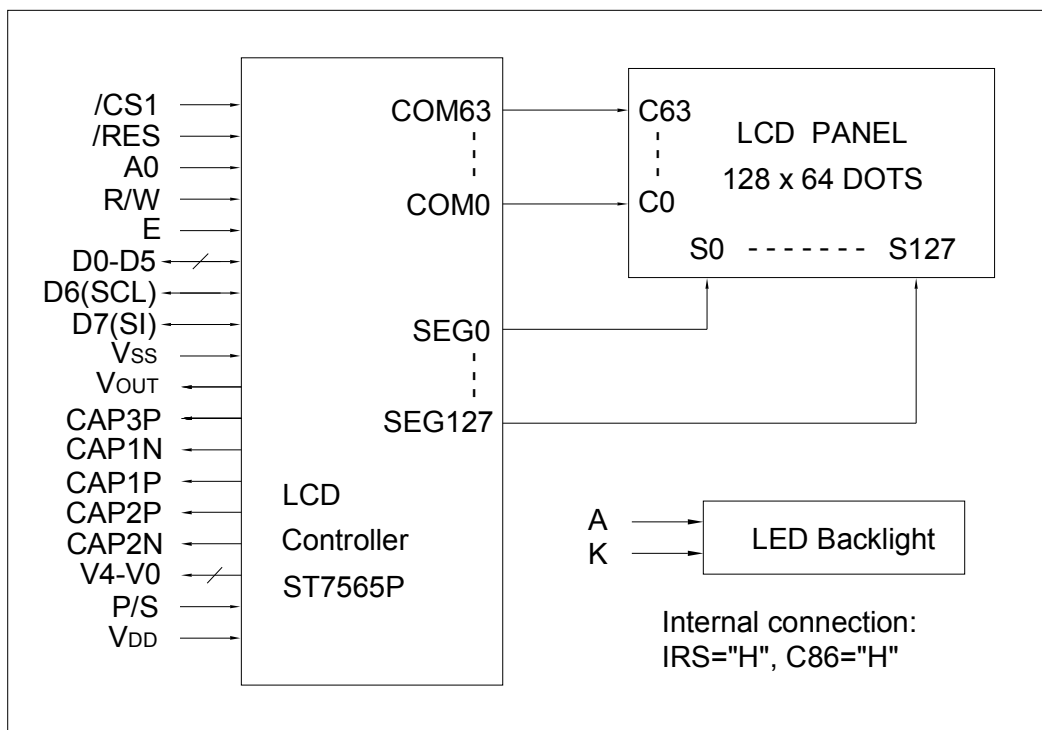 /CS1
/RES
A0
R/W
E
D0-D5
D6(SCL)
D7(SI)
VSS
VOUT
CAP3P
CAP1N
CAP1P
CAP2P
CAP2N
V4-V0
P/S
VDD
COM63
COM0
SEG0
SEG127
LCD
Controller
ST7565P
C63
C0
LCD PANEL
128 x 64 DOTS
S0 ------- S127
A
K
LED Backlight
Internal connection:
IRS="H", C86="H"